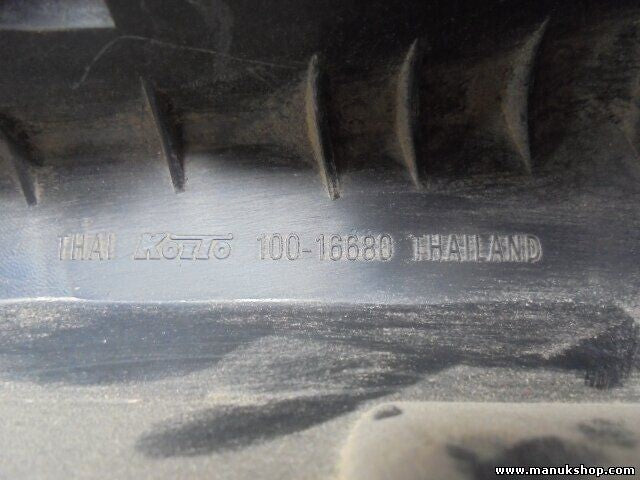 THAI KOITO 100-16680 THAILAND
www.manukshop.com